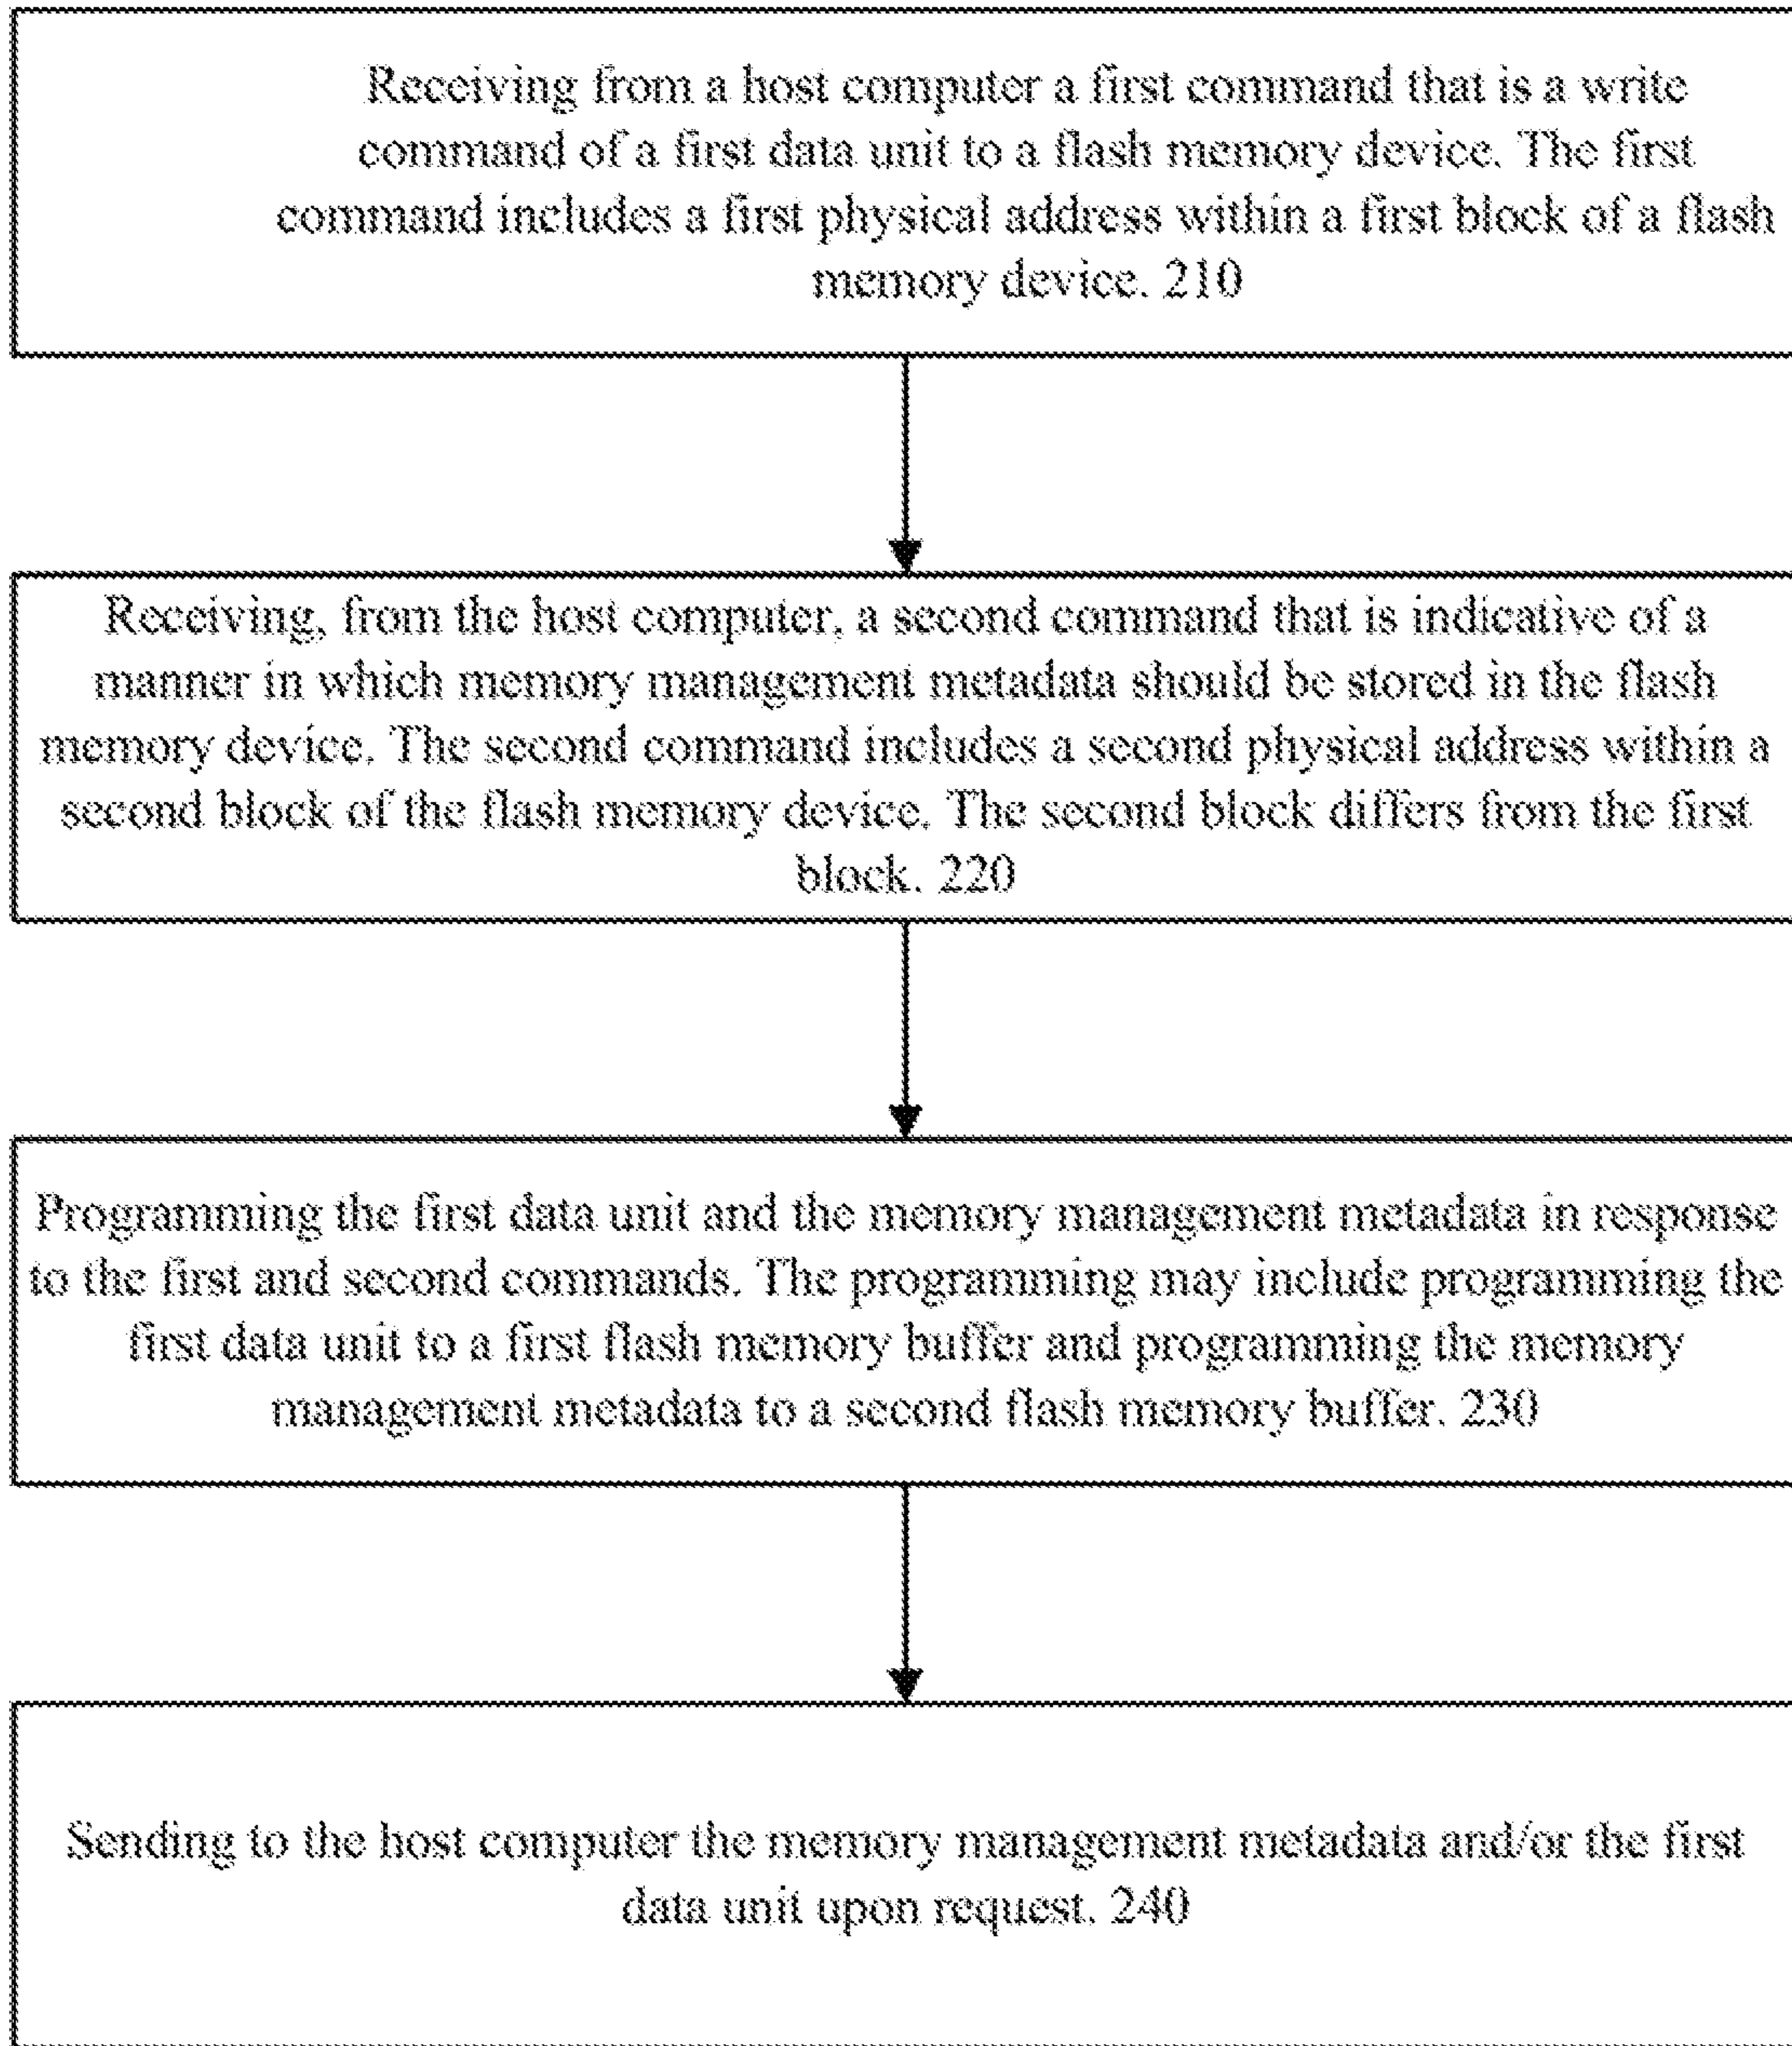 Receiving from a host computer a first command that is a write
command of a first data unit to a flash memory device. The first
command includes a first physical address within a first block of a flash
memory device. 210
Receiving, from the host computer, a second command that is indicative of a
manner in which memory management metadata should be stored in the flash
memory device. The second command includes a second physical address within a
second block of the flash memory device. The second block differs from the first
block. 220
Programming the first data unit and the memory management metadata in response
to the first and second commands. The programming may include programming the
first data unit to a first flash memory buffer and programming the memory
management metadata to a second flash memory buffer. 230
Sending to the host computer the memory management metadata and/or the first
data unit upon request. 240